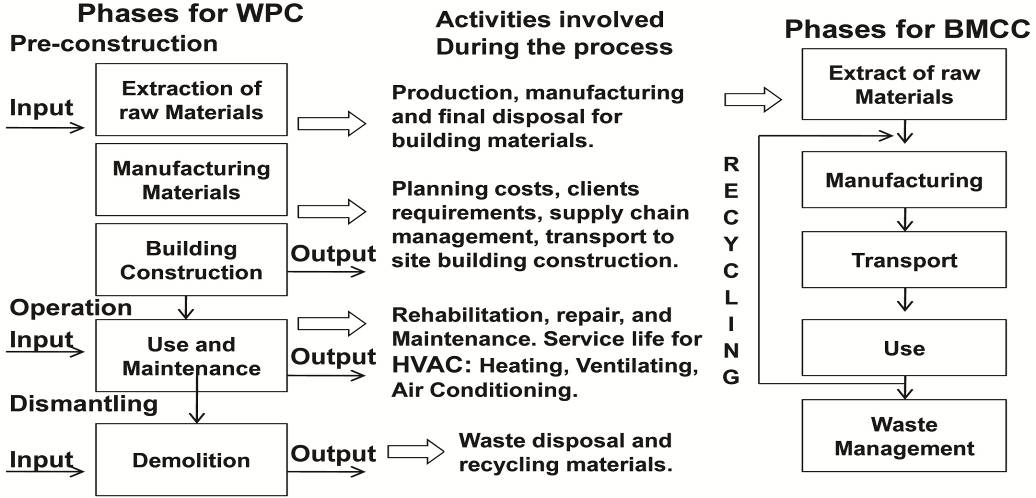 Phases for WPC
Pre-construction
Input
Extraction of
raw Materials
Manufacturing
Materials
Building
Construction
Output
Operation
Input
Use and
Maintenance
Output
Dismantling
Input
Demolition
Output
Activities involved
During the process
Production, manufacturing
and final disposal for
building materials.
Planning costs, clients
requirements, supply chain
management, transport to
site building construction.
Rehabilitation, repair, and
Maintenance. Service life for
HVAC: Heating, Ventilating,
Air Conditioning.
Waste disposal and
recycling materials.
Phases for BMCC
Extract of raw
Materials
RECYCLING
Manufacturing
Transport
Use
Waste
Management